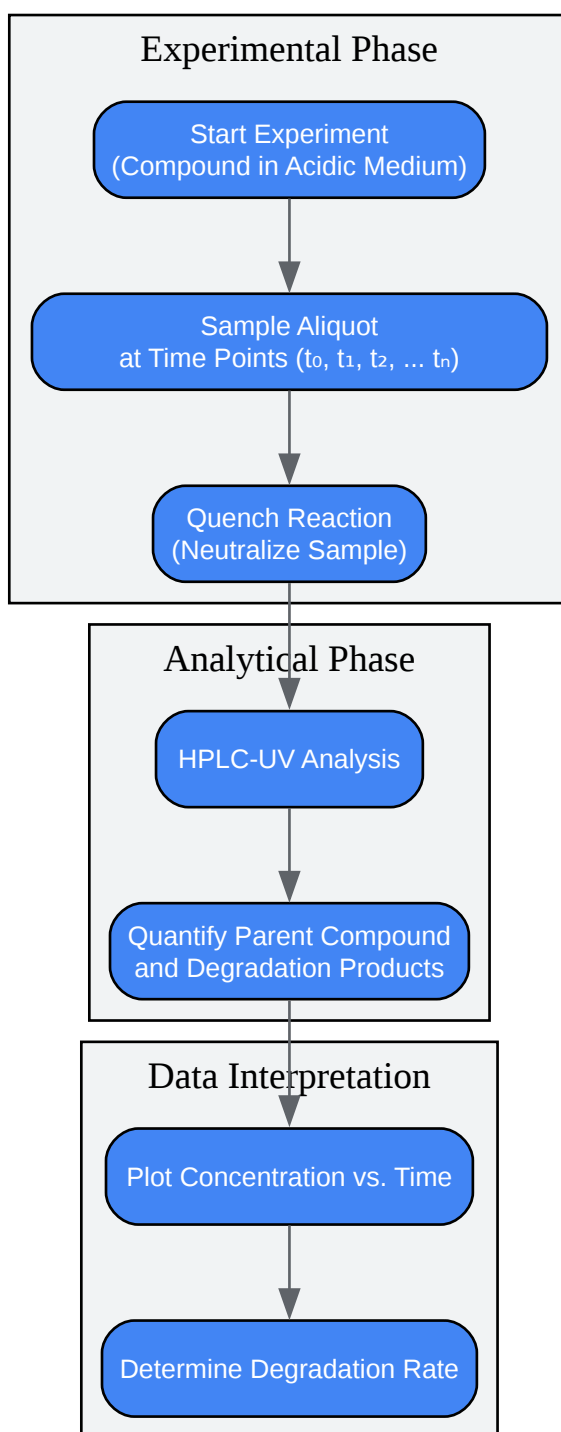 Experimental Phase
Start Experiment
(Compound in Acidic Medium)
Sample Aliquot
at Time Points (t₀, t₁, t₂, ... tₙ)
Quench Reaction
(Neutralize Sample)
Analytical Phase
HPLC-UV Analysis
Quantify Parent Compound
and Degradation Products
Data Interpretation
Plot Concentration vs. Time
Determine Degradation Rate